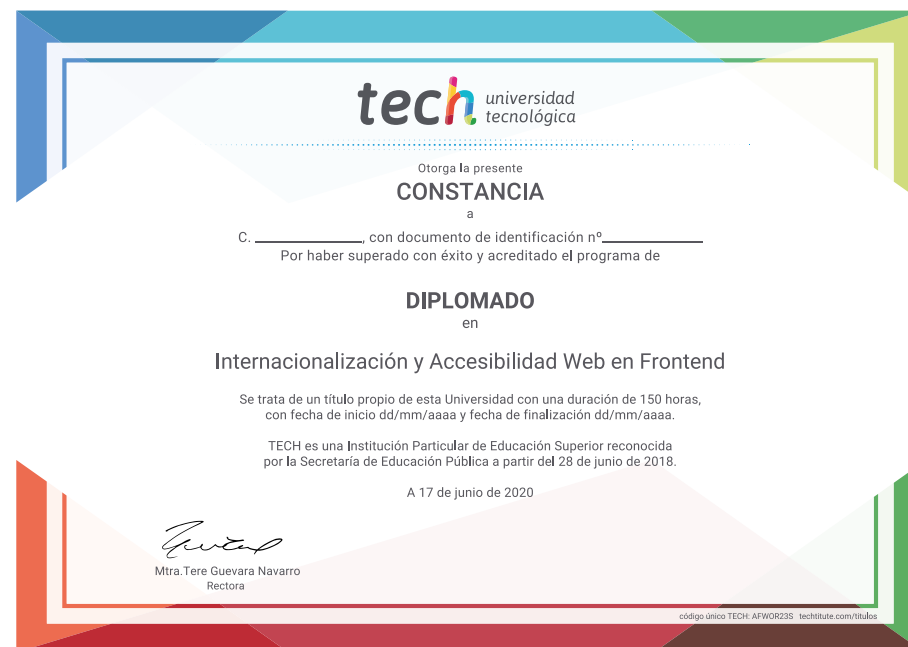 tech universidad
tecnológica
Otorga la presente
CONSTANCIA
a
C. ____________, con documento de identificación nº____________
Por haber superado con éxito y acreditado el programa de
DIPLOMADO
en
Internacionalización y Accesibilidad Web en Frontend
Se trata de un título propio de esta Universidad con una duración de 150 horas,
con fecha de inicio dd/mm/aaaa y fecha de finalización dd/mm/aaaa.
TECH es una Institución Particular de Educación Superior reconocida
por la Secretaría de Educación Pública a partir del 28 de junio de 2018.
A 17 de junio de 2020
Mtra.Tere Guevara Navarro
Rectora
código único TECH: AFWOR23S techtitute.com/titulos